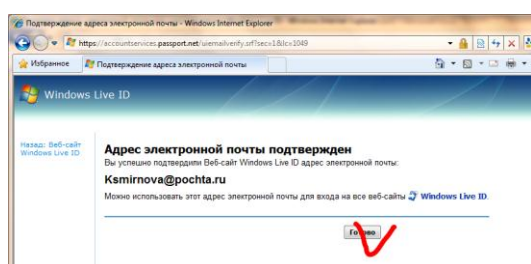 Подтверждение адреса электронной почты - Windows Internet Explorer
https://accountservices.passport.net/uiemailverify.srf?sec=1&lc=1049
Избранное
Подтверждение адреса электронной почты
Windows Live ID
Назад: Веб-сайт
Windows Live ID
Адрес электронной почты подтвержден
Вы успешно подтвердили Веб-сайт Windows Live ID адрес электронной почты:
Ksmirnova@pochta.ru
Можно использовать этот адрес электронной почты для входа на все веб-сайты Windows Live ID.
Готово